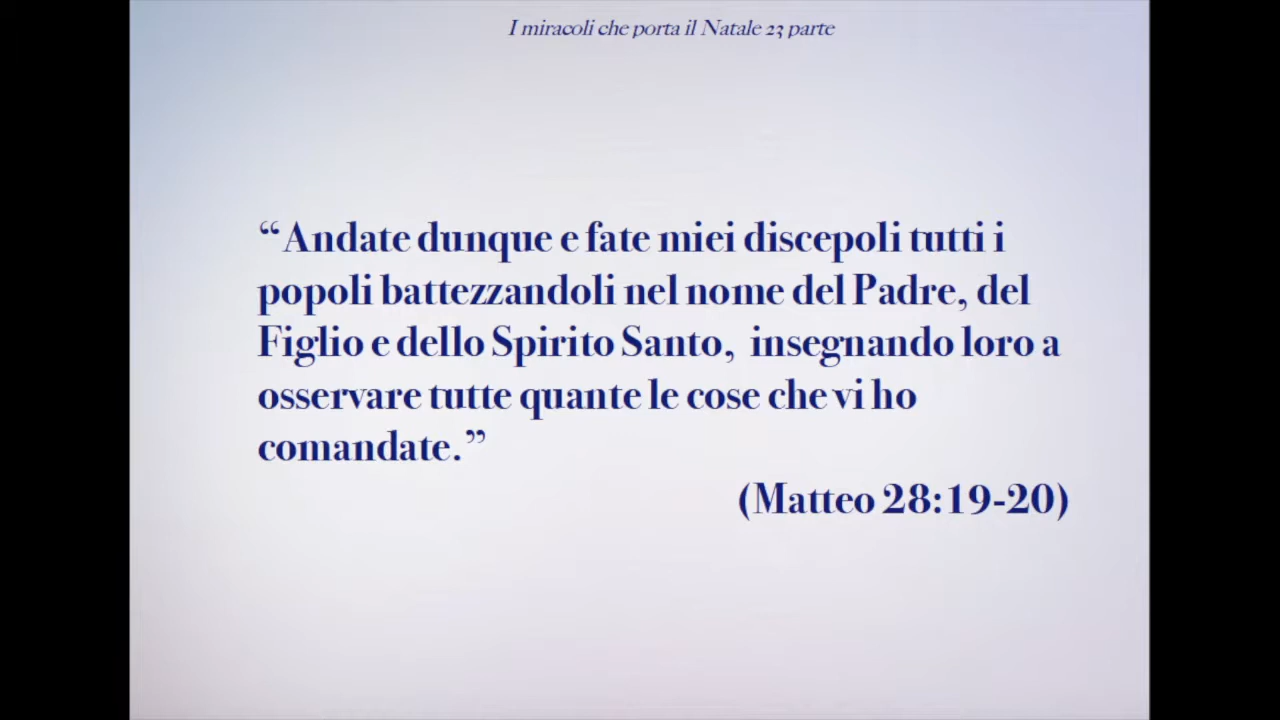 I miracoli che porta il Natale 23 parte
“Andate dunque e fate miei discepoli tutti i
popoli battezzandoli nel nome del Padre, del
Figlio e dello Spirito Santo,  insegnando loro a
osservare tutte quante le cose che vi ho
comandate.”
(Matteo 28:19-20)